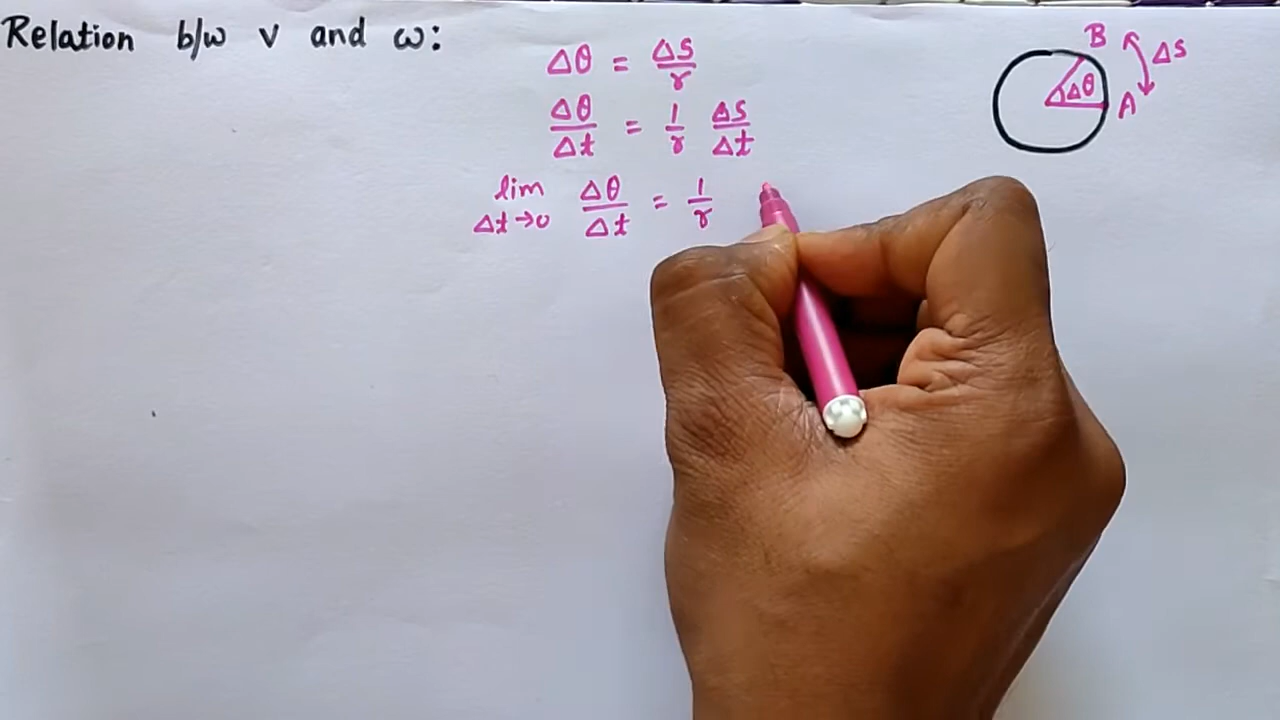 Relation b/w v and ω:
Δθ = Δs/r
Δθ/Δt = 1/r Δs/Δt
lim Δt→0 Δθ/Δt = 1/r
B
Δs
Δθ
A